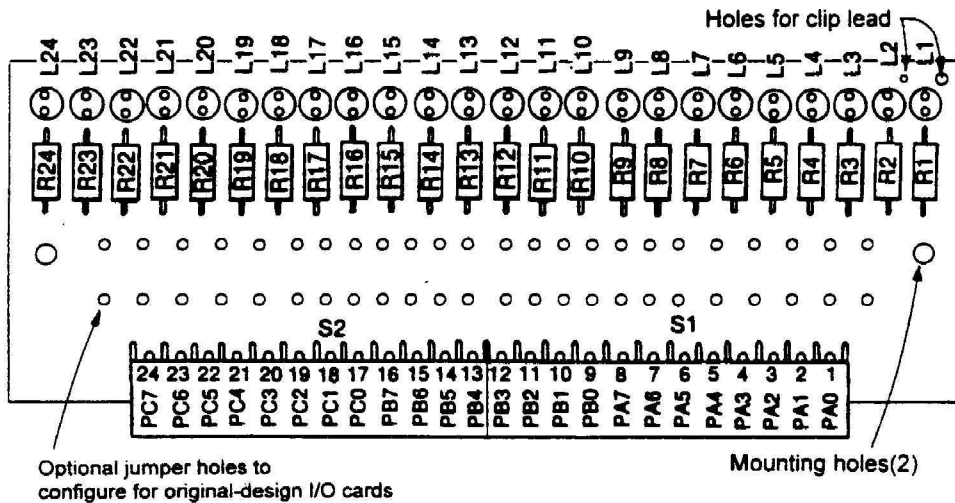 Holes for clip lead
L24 L23 L22 L21 L20 L19 L18 L17 L16 L15 L14 L13 L12 L11 L10 L9 L8 L7 L6 L5 L4 L3 L2 L1
R24 R23 R22 R21 R20 R19 R18 R17 R16 R15 R14 R13 R12 R11 R10 R9 R8 R7 R6 R5 R4 R3 R2 R1
S2 S1
24 23 22 21 20 19 18 17 16 15 14 13 12 11 10 9 8 7 6 5 4 3 2 1
PC7 PC6 PC5 PC4 PC3 PC2 PC1 PC0 PB7 PB6 PB5 PB4 PB3 PB2 PB1 PB0 PA7 PA6 PA5 PA4 PA3 PA2 PA1 PA0
Optional jumper holes to
configure for original-design I/O cards
Mounting holes(2)